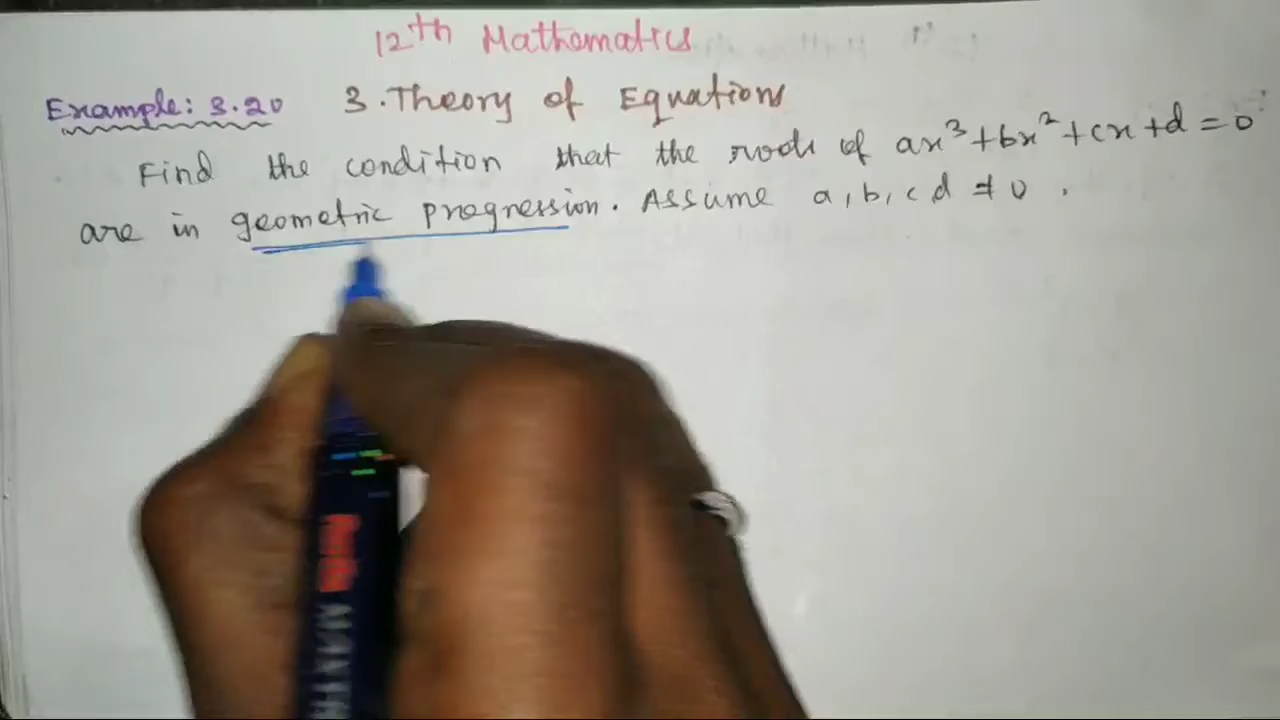 12th Mathematics
Example: 3.20 3. Theory of Equations
Find the condition that the roots of ax³+bx²+cx+d=0
are in geometric progression. Assume a, b, c d ≠ 0.